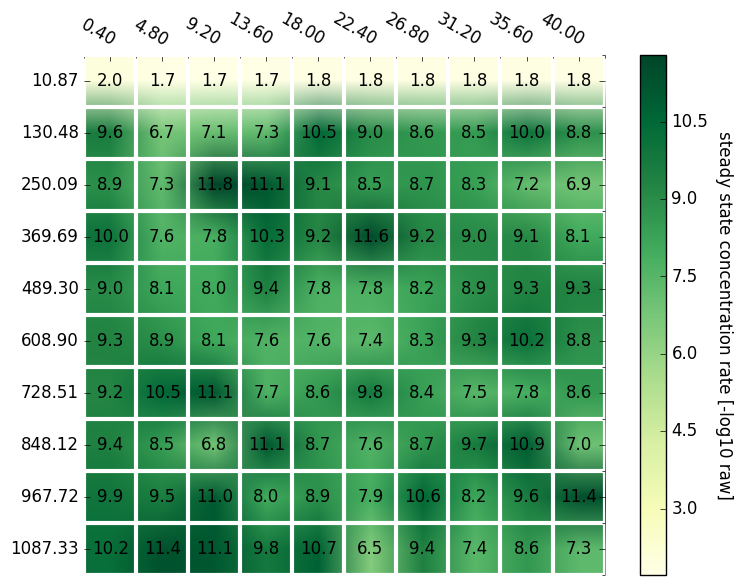 0.40 4.80 9.20 13.60 18.00 22.40 26.80 31.20 35.60 40.00
10.87 2.0 1.7 1.7 1.7 1.8 1.8 1.8 1.8 1.8 1.8
130.48 9.6 6.7 7.1 7.3 10.5 9.0 8.6 8.5 10.0 8.8
250.09 8.9 7.3 11.8 11.1 9.1 8.5 8.7 8.3 7.2 6.9
369.69 10.0 7.6 7.8 10.3 9.2 11.6 9.2 9.0 9.1 8.1
489.30 9.0 8.1 8.0 9.4 7.8 7.8 8.2 8.9 9.3 9.3
608.90 9.3 8.9 8.1 7.6 7.6 7.4 8.3 9.3 10.2 8.8
728.51 9.2 10.5 11.1 7.7 8.6 9.8 8.4 7.5 7.8 8.6
848.12 9.4 8.5 6.8 11.1 8.7 7.6 8.7 9.7 10.9 7.0
967.72 9.9 9.5 11.0 8.0 8.9 7.9 10.6 8.2 9.6 11.4
1087.33 10.2 11.4 11.1 9.8 10.7 6.5 9.4 7.4 8.6 7.3
10.5
9.0
7.5
6.0
4.5
3.0
steady state concentration rate [-log10 raw]